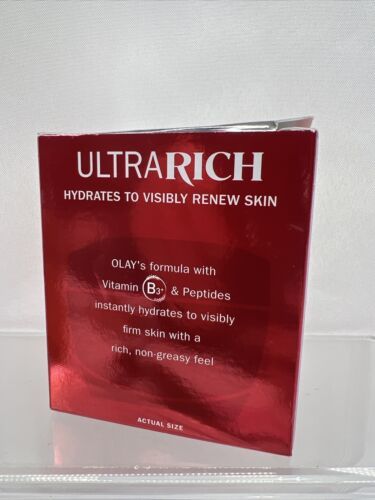 ULTRARICH
HYDRATES TO VISIBLY RENEW SKIN
OLAY's formula with
Vitamin B3+ & Peptides
instantly hydrates to visibly
firm skin with a
rich, non-greasy feel
ACTUAL SIZE